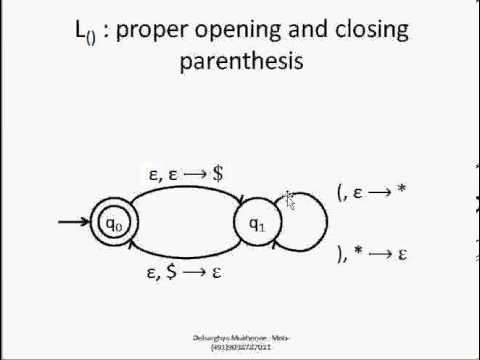 L₍₎ : proper opening and closing
parenthesis
ε, ε → $
(, ε → *
q₀
q₁
), * → ε
ε, $ → ε